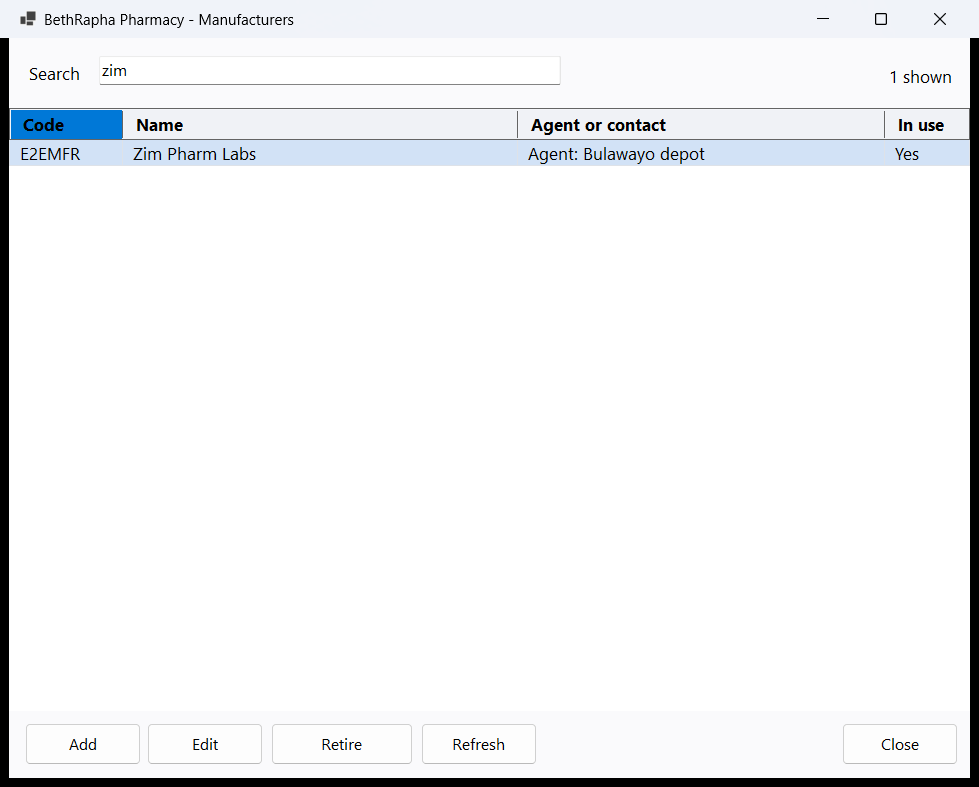 BethRapha Pharmacy - Manufacturers
Search zim 1 shown
Code Name Agent or contact In use
E2EMFR Zim Pharm Labs Agent: Bulawayo depot Yes
Add Edit Retire Refresh Close